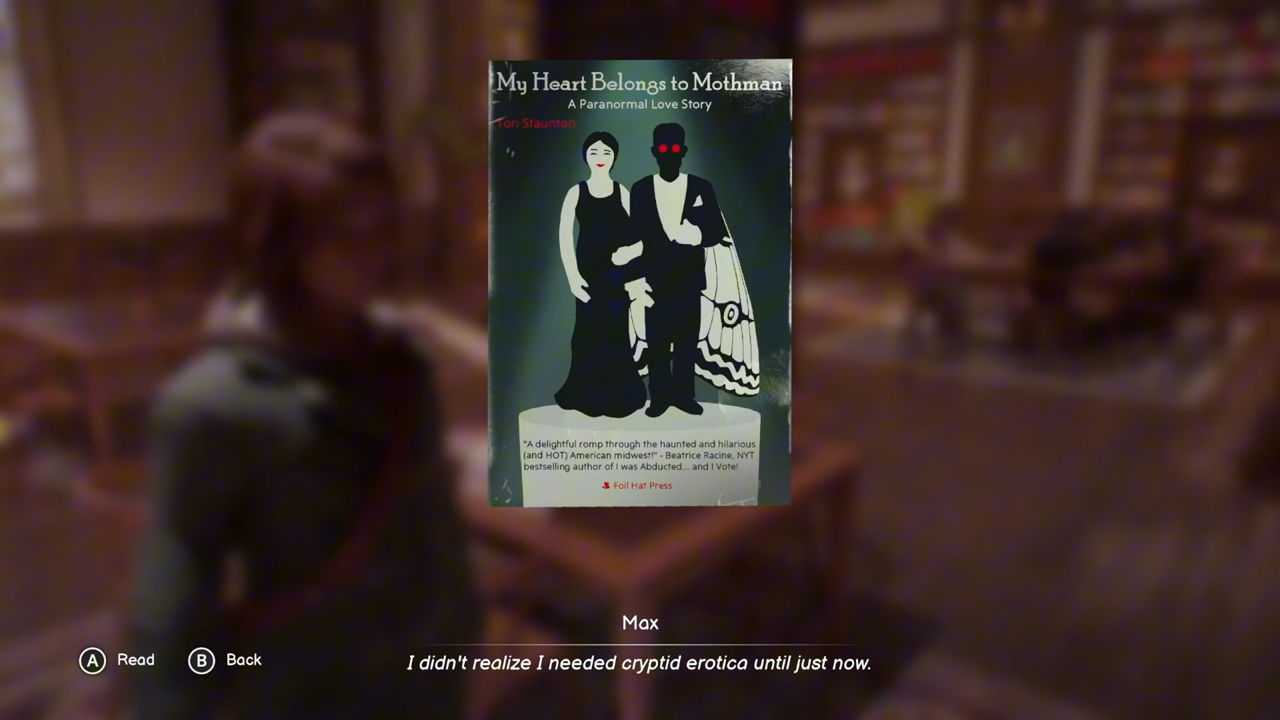 My Heart Belongs to Mothman
A Paranormal Love Story
Tori Staunton
"A delightful romp through the haunted and hilarious
(and HOT) American midwest!" - Beatrice Racine, NYT
bestselling author of I was Abducted... and I Vote!
Foil Hat Press
Max
A Read B Back I didn't realize I needed cryptid erotica until just now.